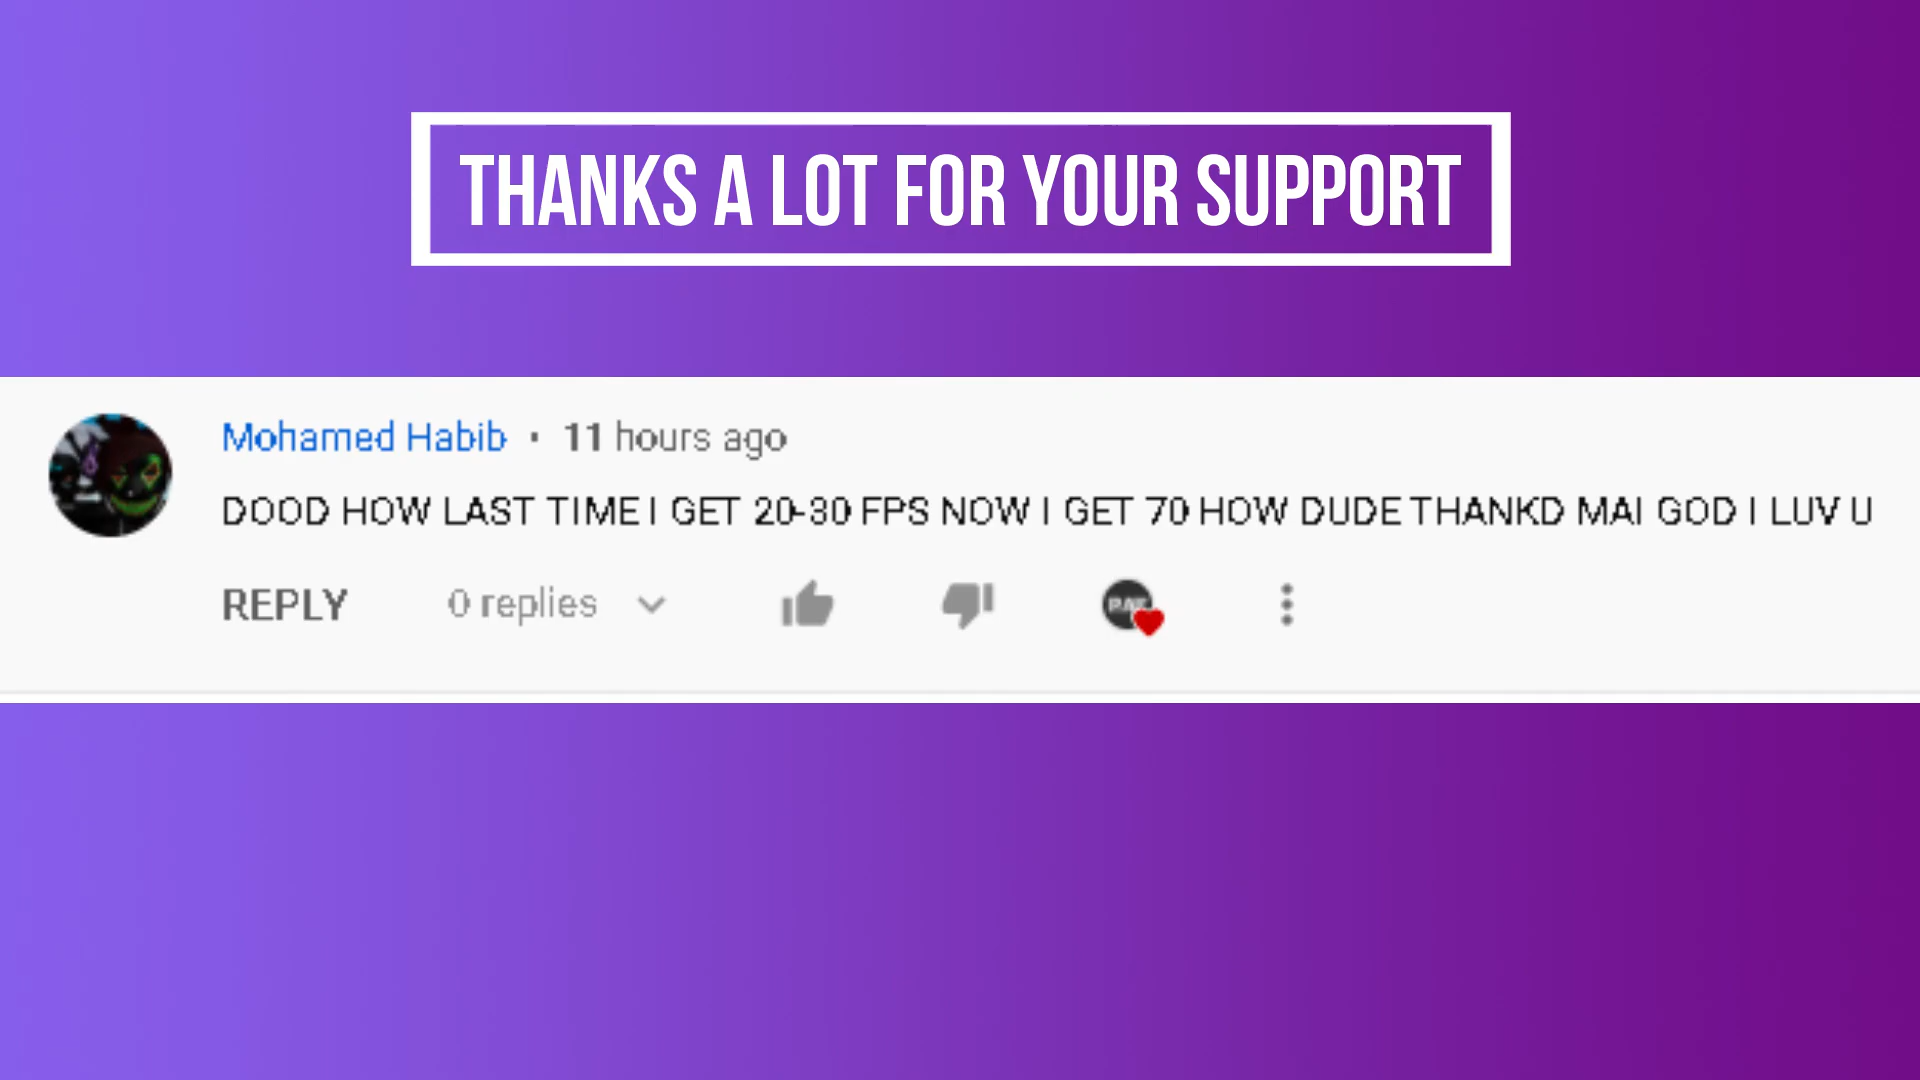 THANKS A LOT FOR YOUR SUPPORT
Mohamed Habib · 11 hours ago
DOOD HOW LAST TIME I GET 20-30 FPS NOW I GET 70 HOW DUDE THANKD MAI GOD I LUV U
REPLY 0 replies